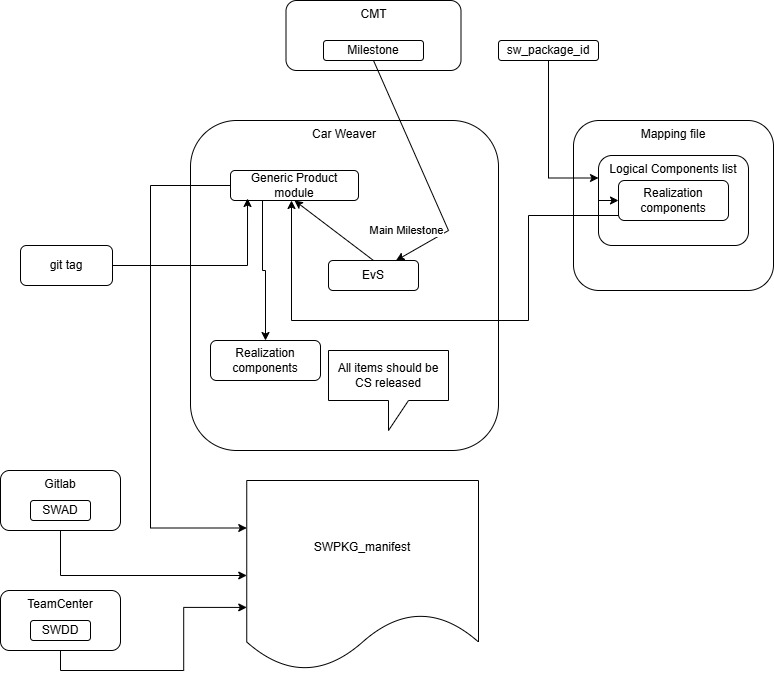 CMT
Milestone
sw_package_id
Car Weaver
Mapping file
Generic Product
module
Logical Components list
Realization
components
Main Milestone
git tag
EvS
Realization
components
All items should be
CS released
Gitlab
SWAD
SWPKG_manifest
TeamCenter
SWDD